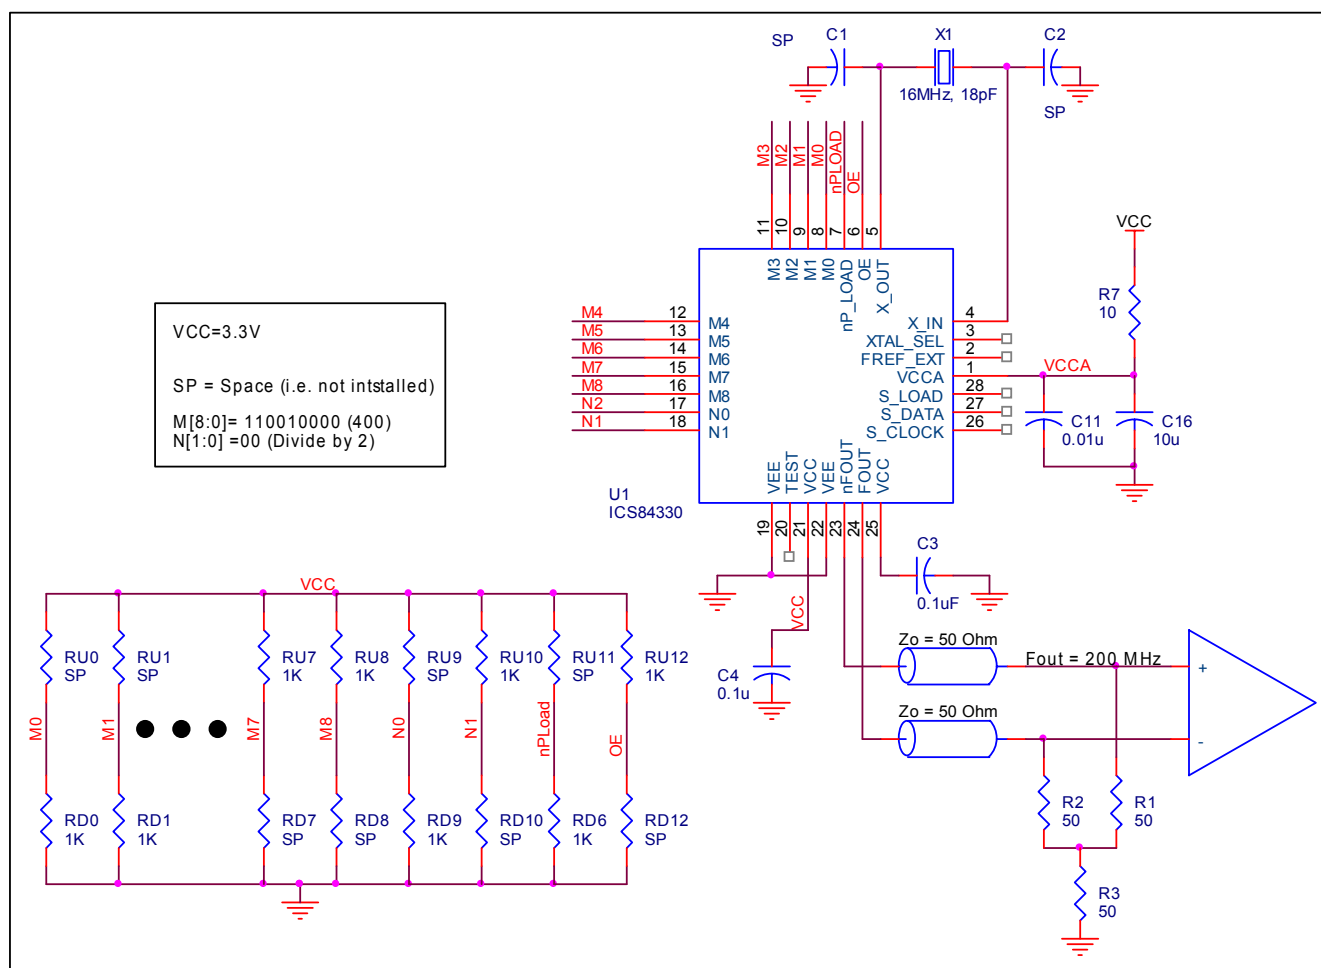 SP
C1
X1
C2
16MHz, 18pF
SP
M3
M2
M1
M0
nPLOAD
OE
11
10
9
8
7
6
5
M3
M2
M1
M0
nP_LOAD
OE
X_OUT
VCC
R7
10
VCC=3.3V
SP = Space (i.e. not intstalled)
M[8:0]= 110010000 (400)
N[1:0] =00 (Divide by 2)
M4 12 M4
M5 13 M5
M6 14 M6
M7 15 M7
M8 16 M8
N2 17 N0
N1 18 N1
X_IN 4
XTAL_SEL 3
FREF_EXT 2
VCCA 1 VCCA
S_LOAD 28
S_DATA 27
S_CLOCK 26
C11
0.01u
C16
10u
VEE
TEST
VCC
VEE
nFOUT
FOUT
VCC
U1
ICS84330
19
20
21
22
23
24
25
C3
0.1uF
VCC
C4
0.1u
VCC
RU0
SP
RU1
SP
RU7
1K
RU8
1K
RU9
SP
RU10
1K
RU11
SP
RU12
1K
M0
M1
M7
M8
N0
N1
nPLoad
OE
RD0
1K
RD1
1K
RD7
SP
RD8
SP
RD9
1K
RD10
SP
RD6
1K
RD12
SP
Zo = 50 Ohm
Fout = 200 MHz
Zo = 50 Ohm
+
-
R2
50
R1
50
R3
50